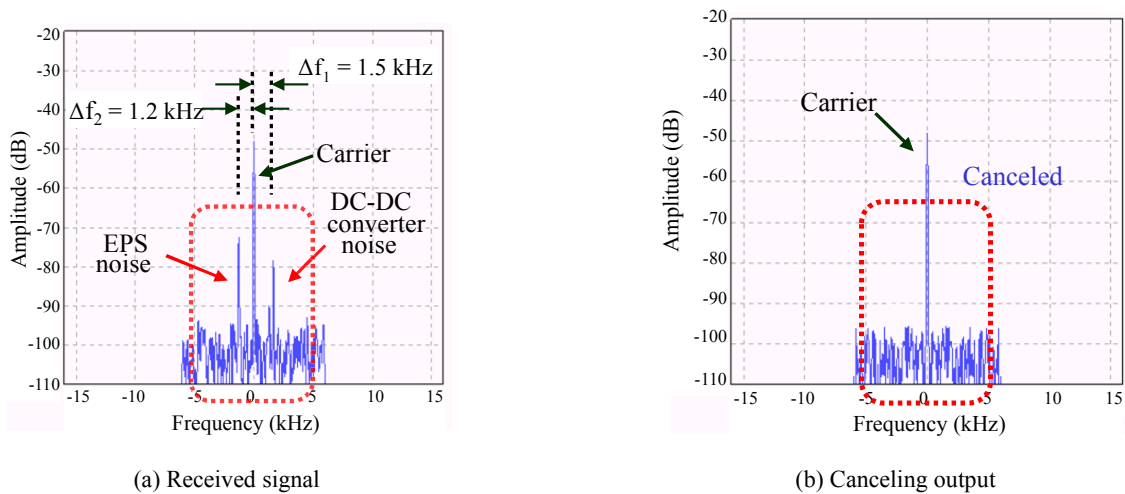 -20
-30
-40
-50
-60
-70
-80
-90
-100
-110
Amplitude (dB)
Δf₁ = 1.5 kHz
Δf₂ = 1.2 kHz
Carrier
DC-DC
converter
noise
EPS
noise
-15
-10
-5
0
5
10
15
Frequency (kHz)
(a) Received signal
-20
-30
-40
-50
-60
-70
-80
-90
-100
-110
Amplitude (dB)
Carrier
Canceled
-15
-10
-5
0
5
10
15
Frequency (kHz)
(b) Canceling output